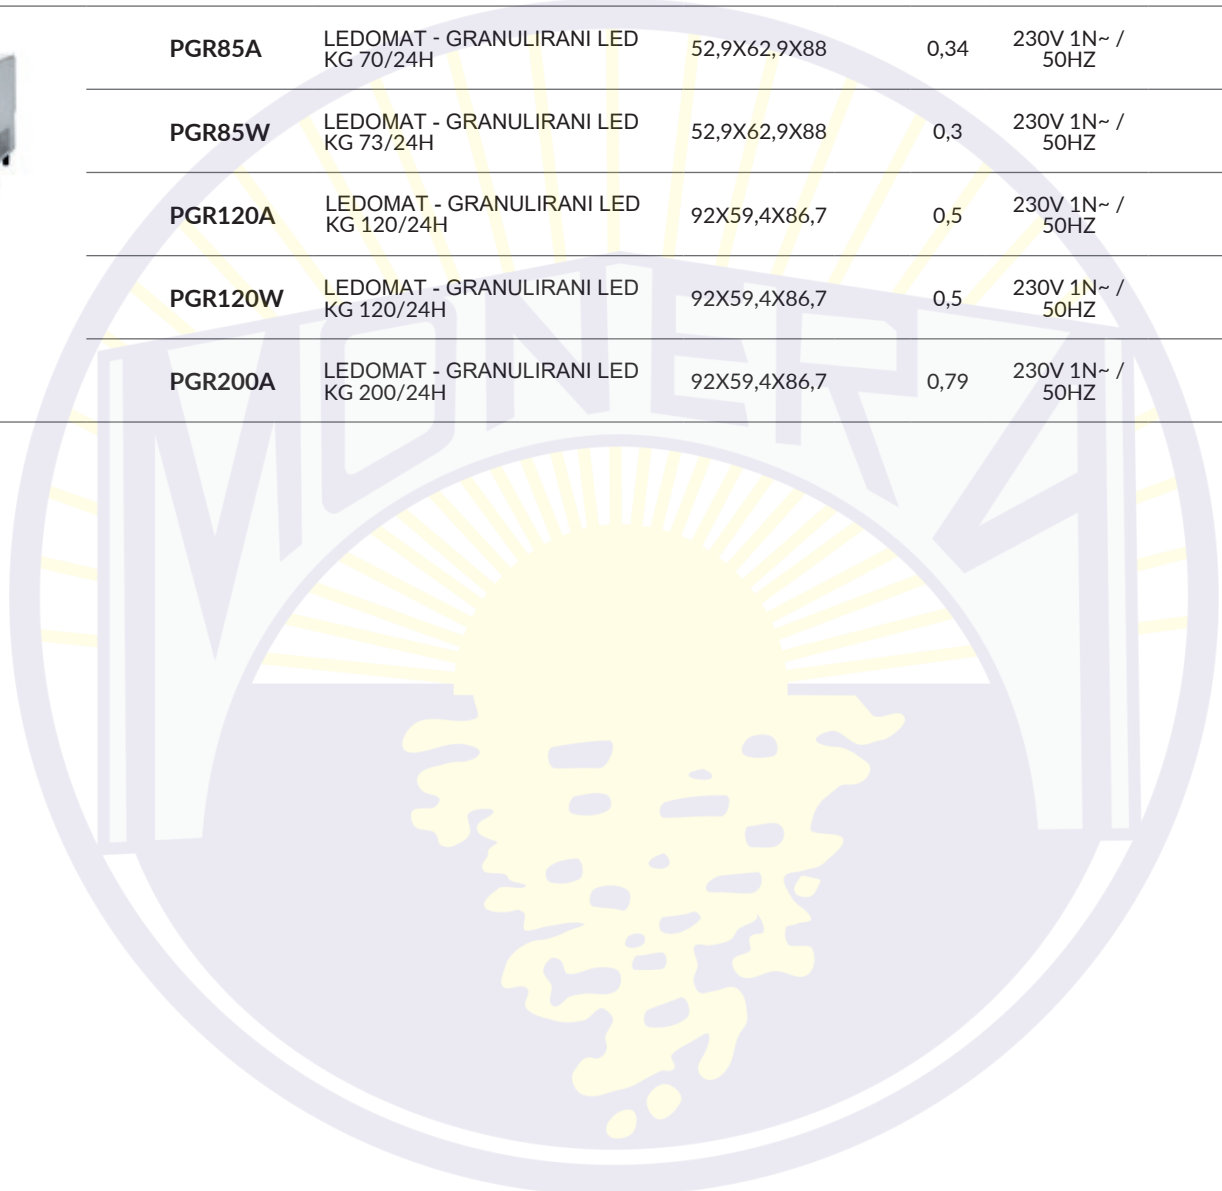 PGR85A LEDOMAT - GRANULIRANI LED 52,9X62,9X88 0,34 230V 1N~ /
KG 70/24H 50HZ
PGR85W LEDOMAT - GRANULIRANI LED 52,9X62,9X88 0,3 230V 1N~ /
KG 73/24H 50HZ
PGR120A LEDOMAT - GRANULIRANI LED 92X59,4X86,7 0,5 230V 1N~ /
KG 120/24H 50HZ
PGR120W LEDOMAT - GRANULIRANI LED 92X59,4X86,7 0,5 230V 1N~ /
KG 120/24H 50HZ
PGR200A LEDOMAT - GRANULIRANI LED 92X59,4X86,7 0,79 230V 1N~ /
KG 200/24H 50HZ
MONERA